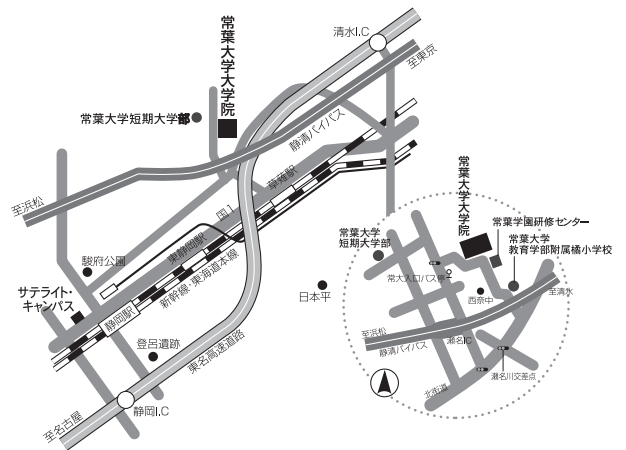 清水I.C
至東京
常葉大学大学院
常葉大学短期大学部
静清バイパス
草薙駅
国1
至浜松
東静岡駅
新幹線・東海道本線
駿府公園
サテライト・
キャンパス
静岡駅
登呂遺跡
東名高速道路
静岡I.C
至名古屋
日本平
常葉大学大学院
常葉学園研修センター
常葉大学
短期大学部
常葉大学
教育学部附属橘小学校
常大入口バス停
西奈中
至清水
至浜松
静清バイパス
瀬名IC
瀬名川交差点
北街道